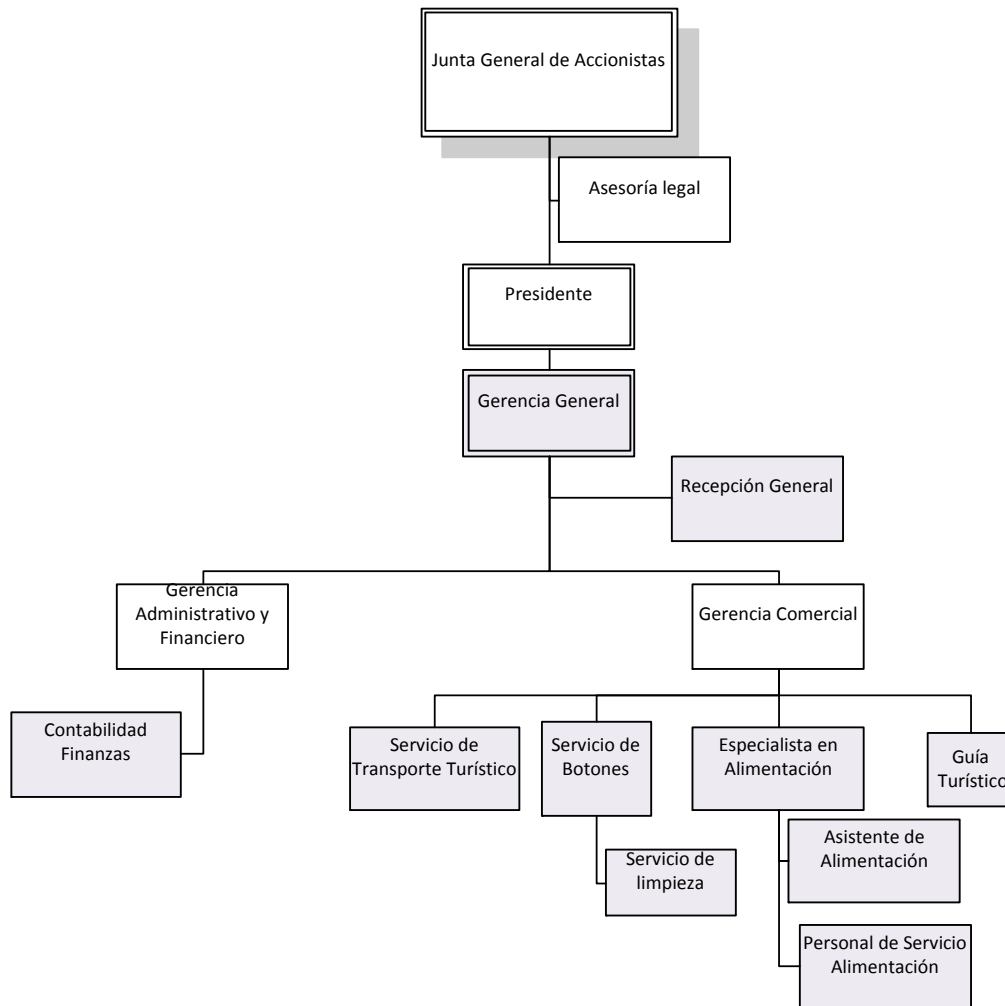 Junta General de Accionistas
Asesoría legal
Presidente
Gerencia General
Recepción General
Gerencia
Administrativo y
Financiero
Gerencia Comercial
Contabilidad
Finanzas
Servicio de
Transporte Turístico
Servicio de
Botones
Especialista en
Alimentación
Guía
Turístico
Asistente de
Alimentación
Servicio de
limpieza
Personal de Servicio
Alimentación